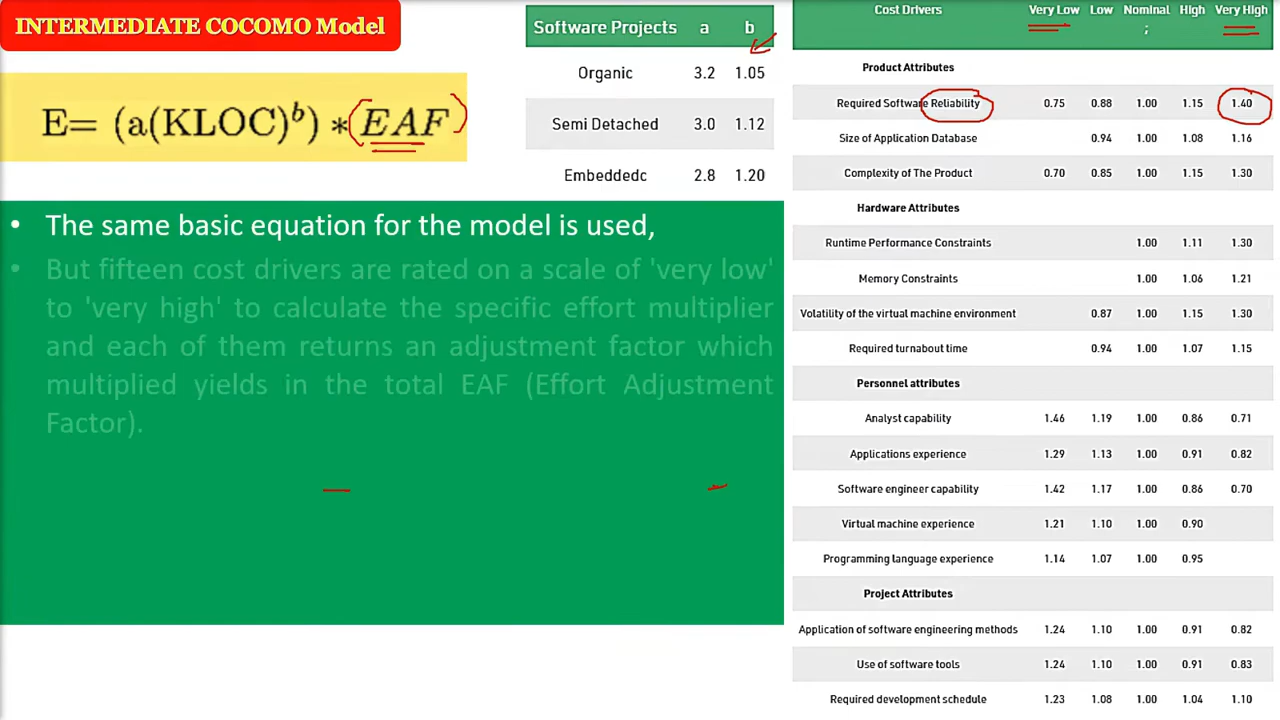 INTERMEDIATE COCOMO Model
E= (a(KLOC)^b) * EAF
Software Projects a b
Organic 3.2 1.05
Semi Detached 3.0 1.12
Embeddedc 2.8 1.20
• The same basic equation for the model is used,
• But fifteen cost drivers are rated on a scale of 'very low'
to 'very high' to calculate the specific effort multiplier
and each of them returns an adjustment factor which
multiplied yields in the total EAF (Effort Adjustment
Factor).
Cost Drivers Very Low Low Nominal High Very High
;
Product Attributes
Required Software Reliability 0.75 0.88 1.00 1.15 1.40
Size of Application Database 0.94 1.00 1.08 1.16
Complexity of The Product 0.70 0.85 1.00 1.15 1.30
Hardware Attributes
Runtime Performance Constraints 1.00 1.11 1.30
Memory Constraints 1.00 1.06 1.21
Volatility of the virtual machine environment 0.87 1.00 1.15 1.30
Required turnabout time 0.94 1.00 1.07 1.15
Personnel attributes
Analyst capability 1.46 1.19 1.00 0.86 0.71
Applications experience 1.29 1.13 1.00 0.91 0.82
Software engineer capability 1.42 1.17 1.00 0.86 0.70
Virtual machine experience 1.21 1.10 1.00 0.90
Programming language experience 1.14 1.07 1.00 0.95
Project Attributes
Application of software engineering methods 1.24 1.10 1.00 0.91 0.82
Use of software tools 1.24 1.10 1.00 0.91 0.83
Required development schedule 1.23 1.08 1.00 1.04 1.10